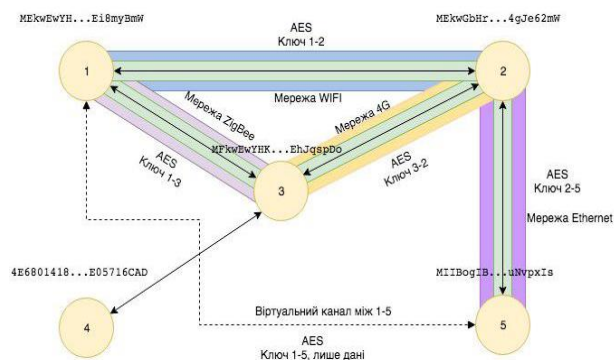 MEkwEwYH...Ei8myBmW
AES
Ключ 1-2
MEkwGbHr...4gJe62mW
1
2
Мережа WIFI
Мережа ZigBee
Мережа 4G
MFkwEwYHK...EhJqspDo
AES
Ключ 1-3
AES
Ключ 3-2
3
AES
Ключ 2-5
Мережа Ethernet
4E6801418...E05716CAD
MIIBogIB...uNvpxIs
4
Віртуальний канал між 1-5
5
AES
Ключ 1-5, лише дані